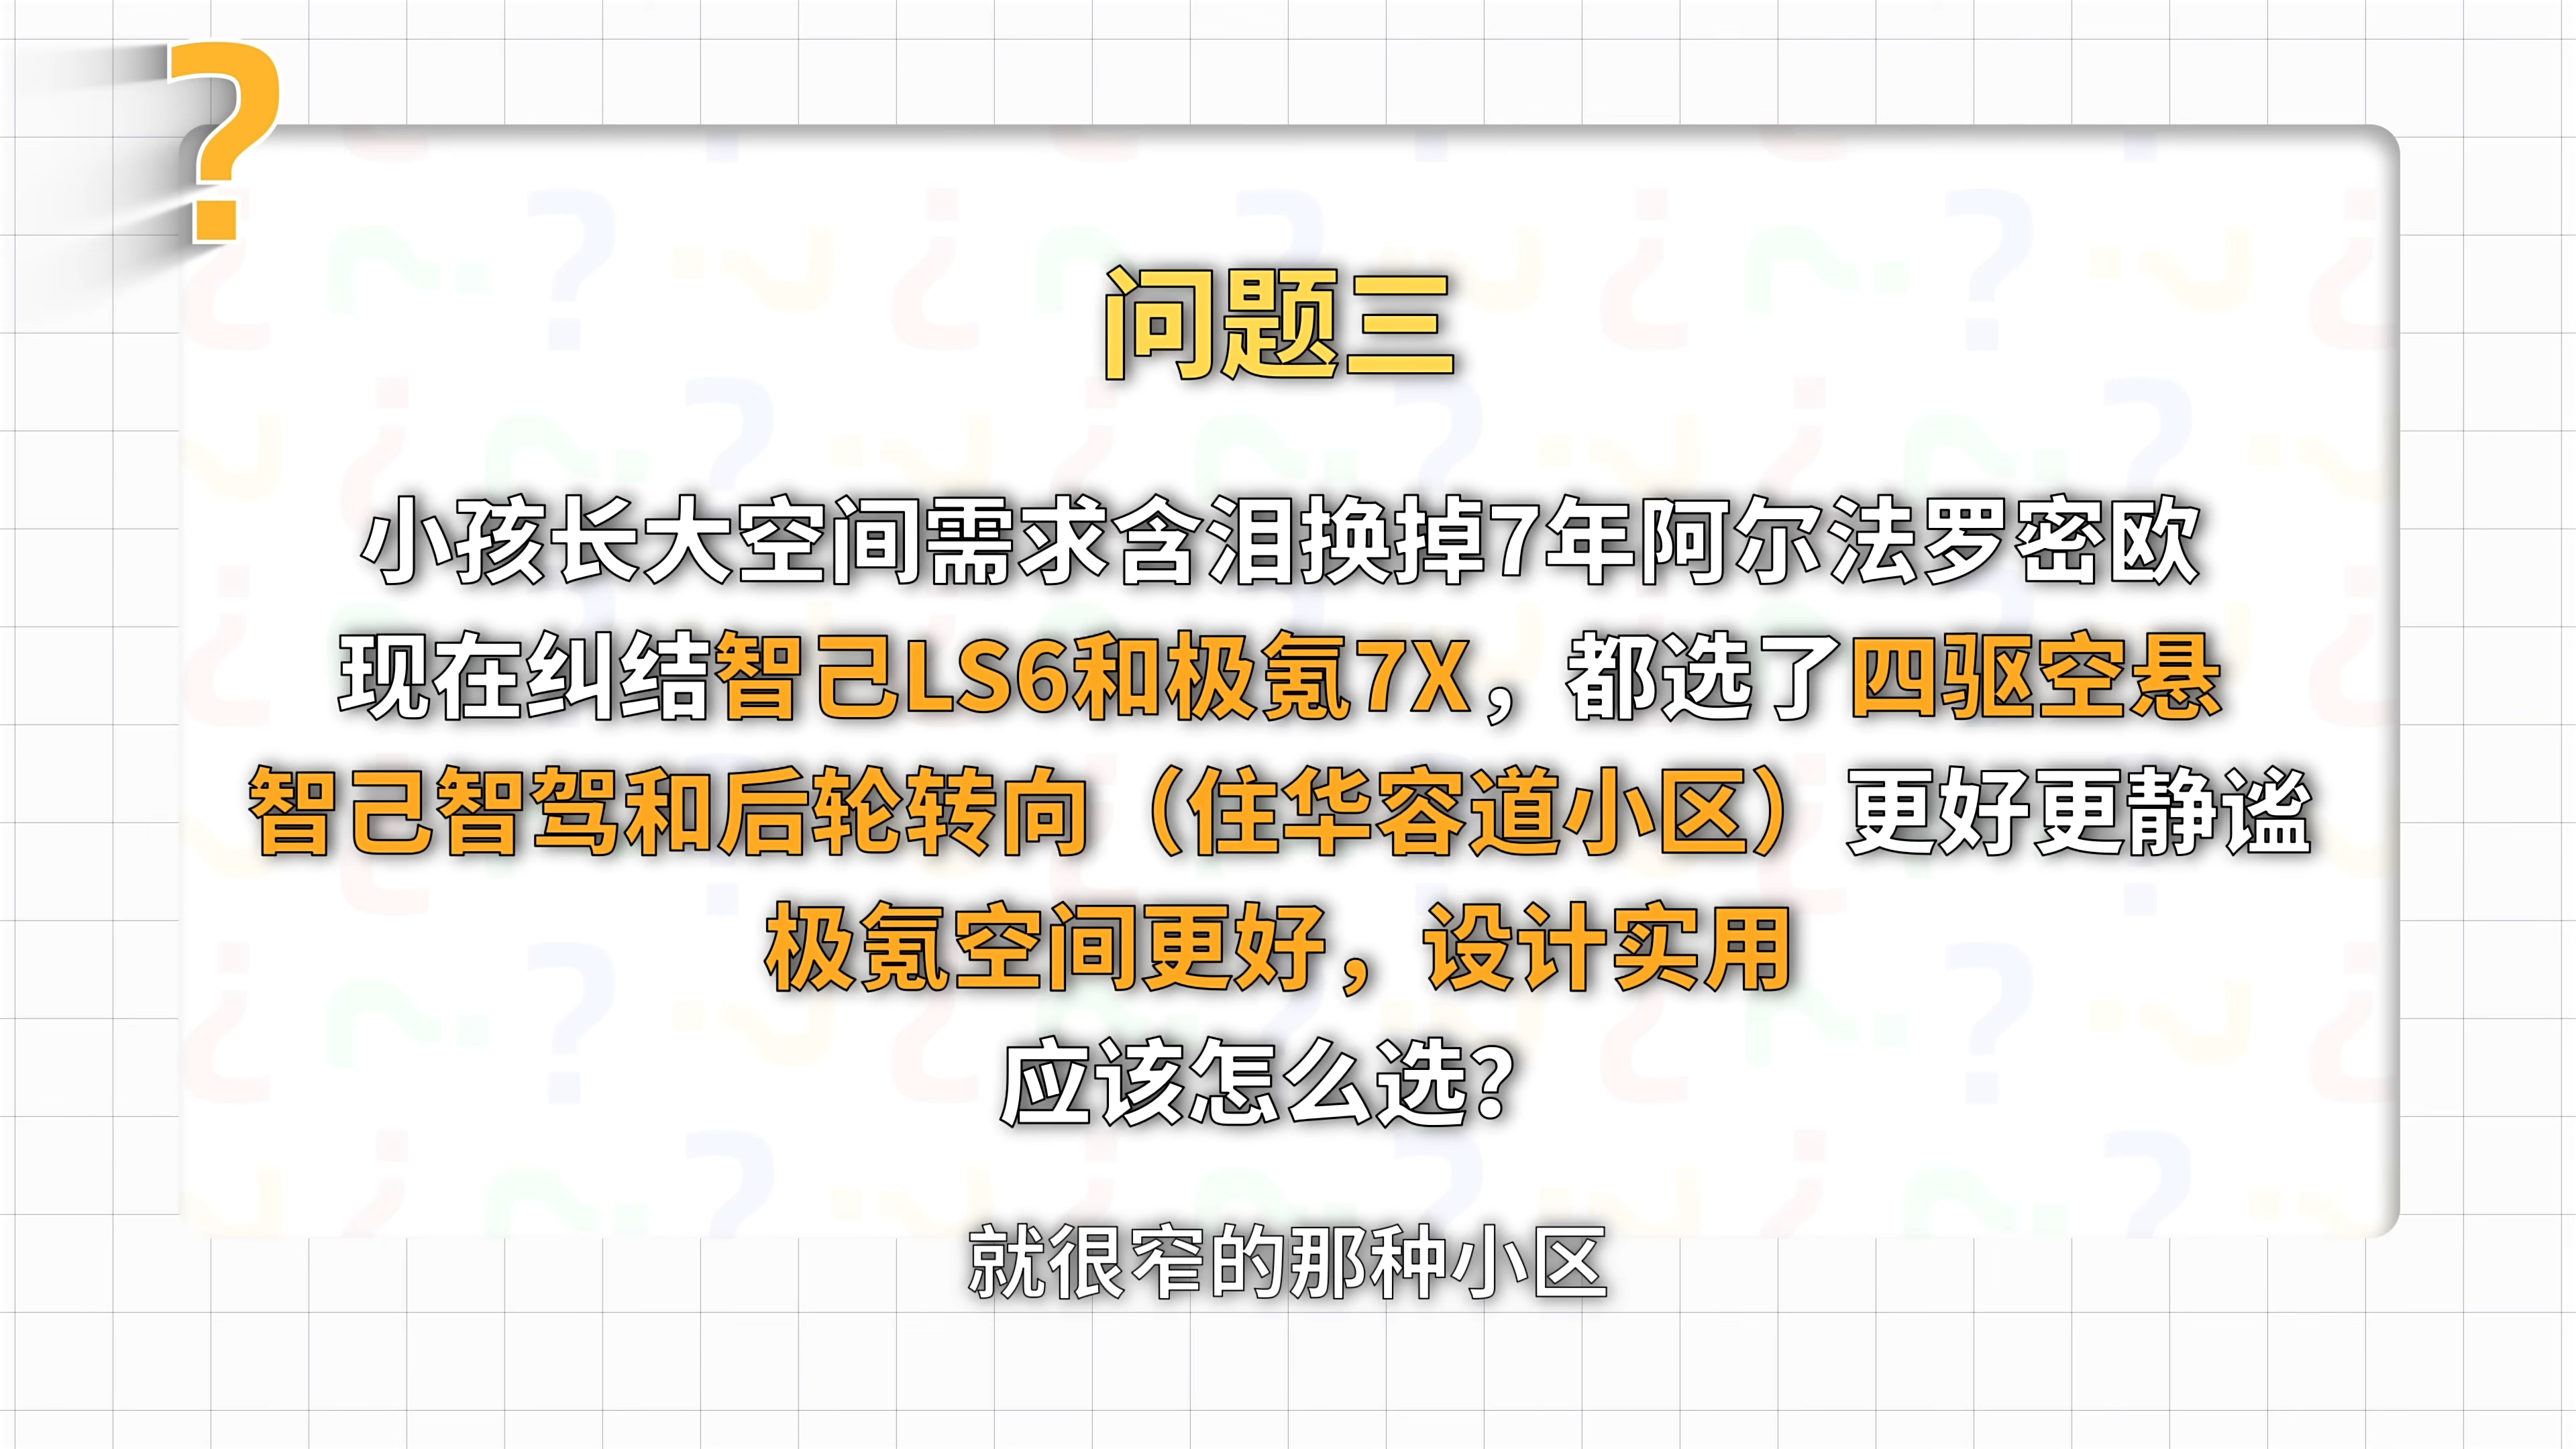 ?
问题三
小孩长大空间需求含泪换掉7年阿尔法罗密欧
现在纠结智己LS6和极氪7X，都选了四驱空悬
智己智驾和后轮转向（住华容道小区）更好更静谧
极氪空间更好，设计实用
应该怎么选？
就很窄的那种小区